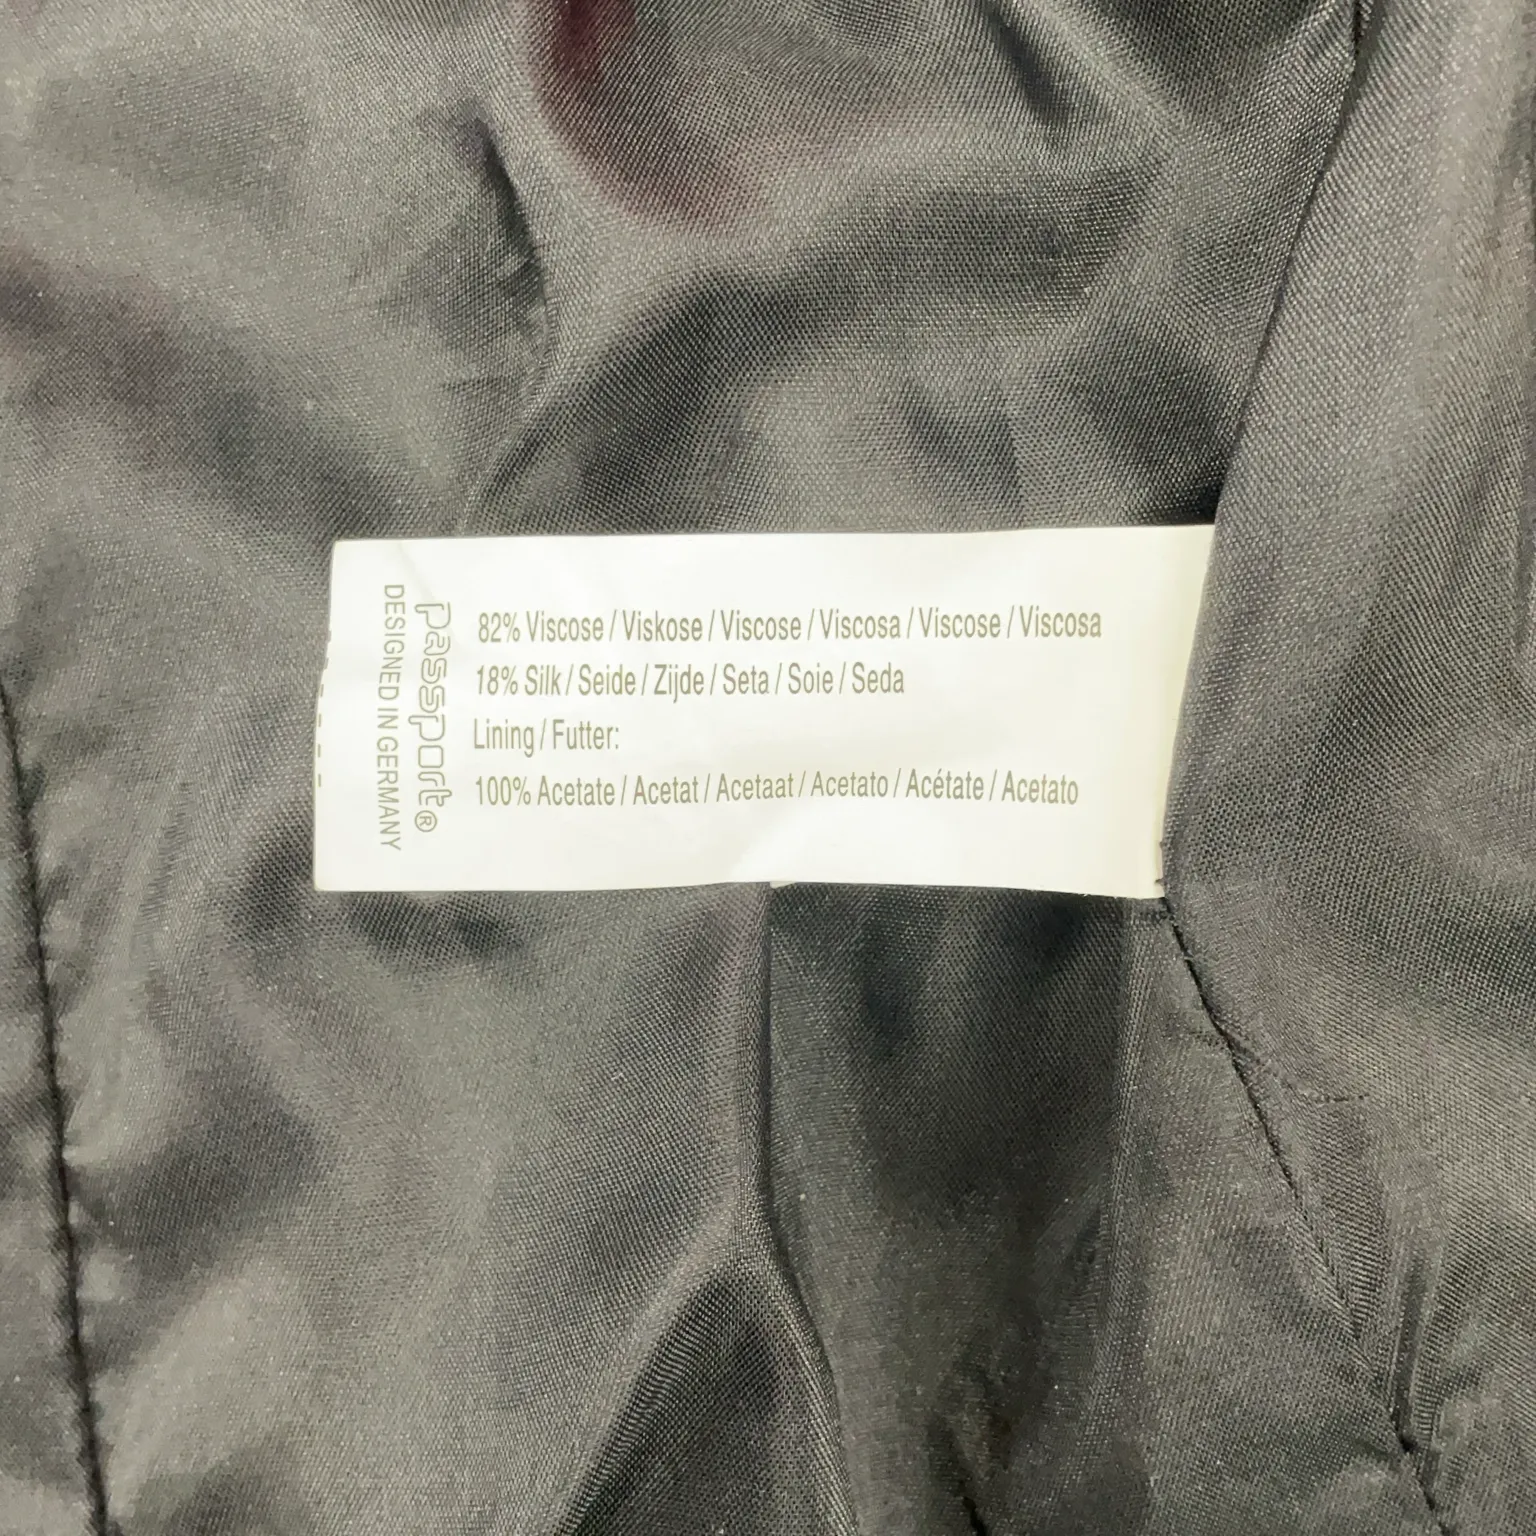 82% Viscose / Viskose / Viscose / Viscosa / Viscose / Viscosa
18% Silk / Seide / Zijde / Seta / Soie / Seda
Lining / Futter:
100% Acetate / Acetat / Acetaat / Acetato / Acétate / Acetato
passport®
DESIGNED IN GERMANY